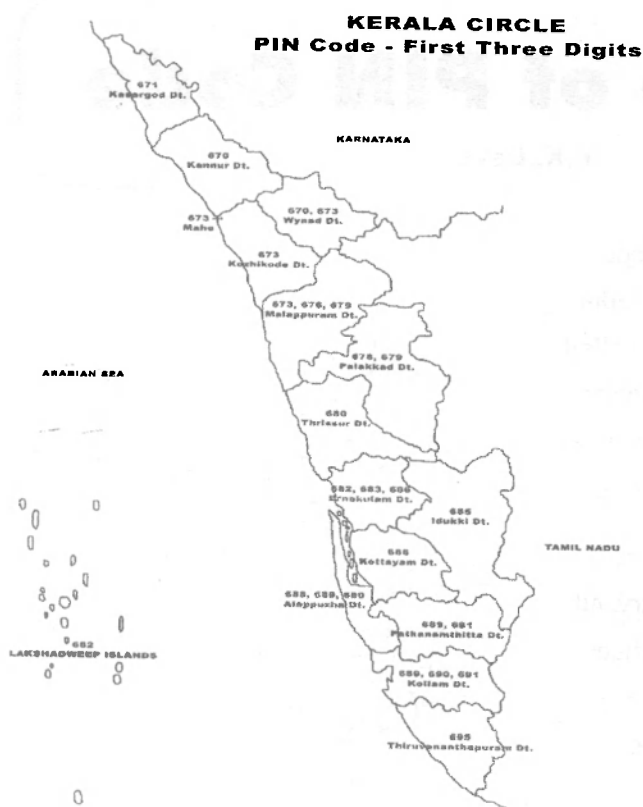 KERALA CIRCLE
PIN Code - First Three Digits
671
Kasargod Dt.
KARNATAKA
670
Kannur Dt.
670, 673
Wynad Dt.
673
Mahe
673
Kozhikode Dt.
673, 676, 679
Malappuram Dt.
678, 679
Palakkad Dt.
ARABIAN SEA
680
Thrissur Dt.
682, 683, 686
Ernakulam Dt.
685
Idukki Dt.
TAMIL NADU
686
Kottayam Dt.
688, 689, 690
Alappuzha Dt.
689, 691
Pathanamthitta Dt.
682
LAKSHADWEEP ISLANDS
689, 690, 691
Kollam Dt.
695
Thiruvananthapuram Dt.